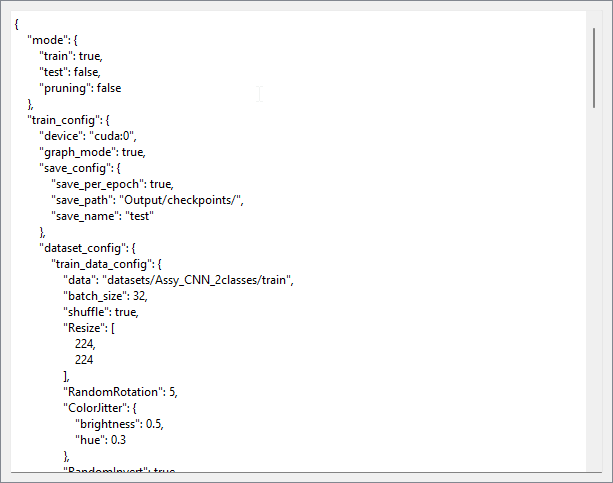 {
    "mode": {
        "train": true,
        "test": false,
        "pruning": false
    },
    "train_config": {
        "device": "cuda:0",
        "graph_mode": true,
        "save_config": {
            "save_per_epoch": true,
            "save_path": "Output/checkpoints/",
            "save_name": "test"
        },
        "dataset_config": {
            "train_data_config": {
                "data": "datasets/Assy_CNN_2classes/train",
                "batch_size": 32,
                "shuffle": true,
                "Resize": [
                    224,
                    224
                ],
                "RandomRotation": 5,
                "ColorJitter": {
                    "brightness": 0.5,
                    "hue": 0.3
                },
                "RandomInvert": true